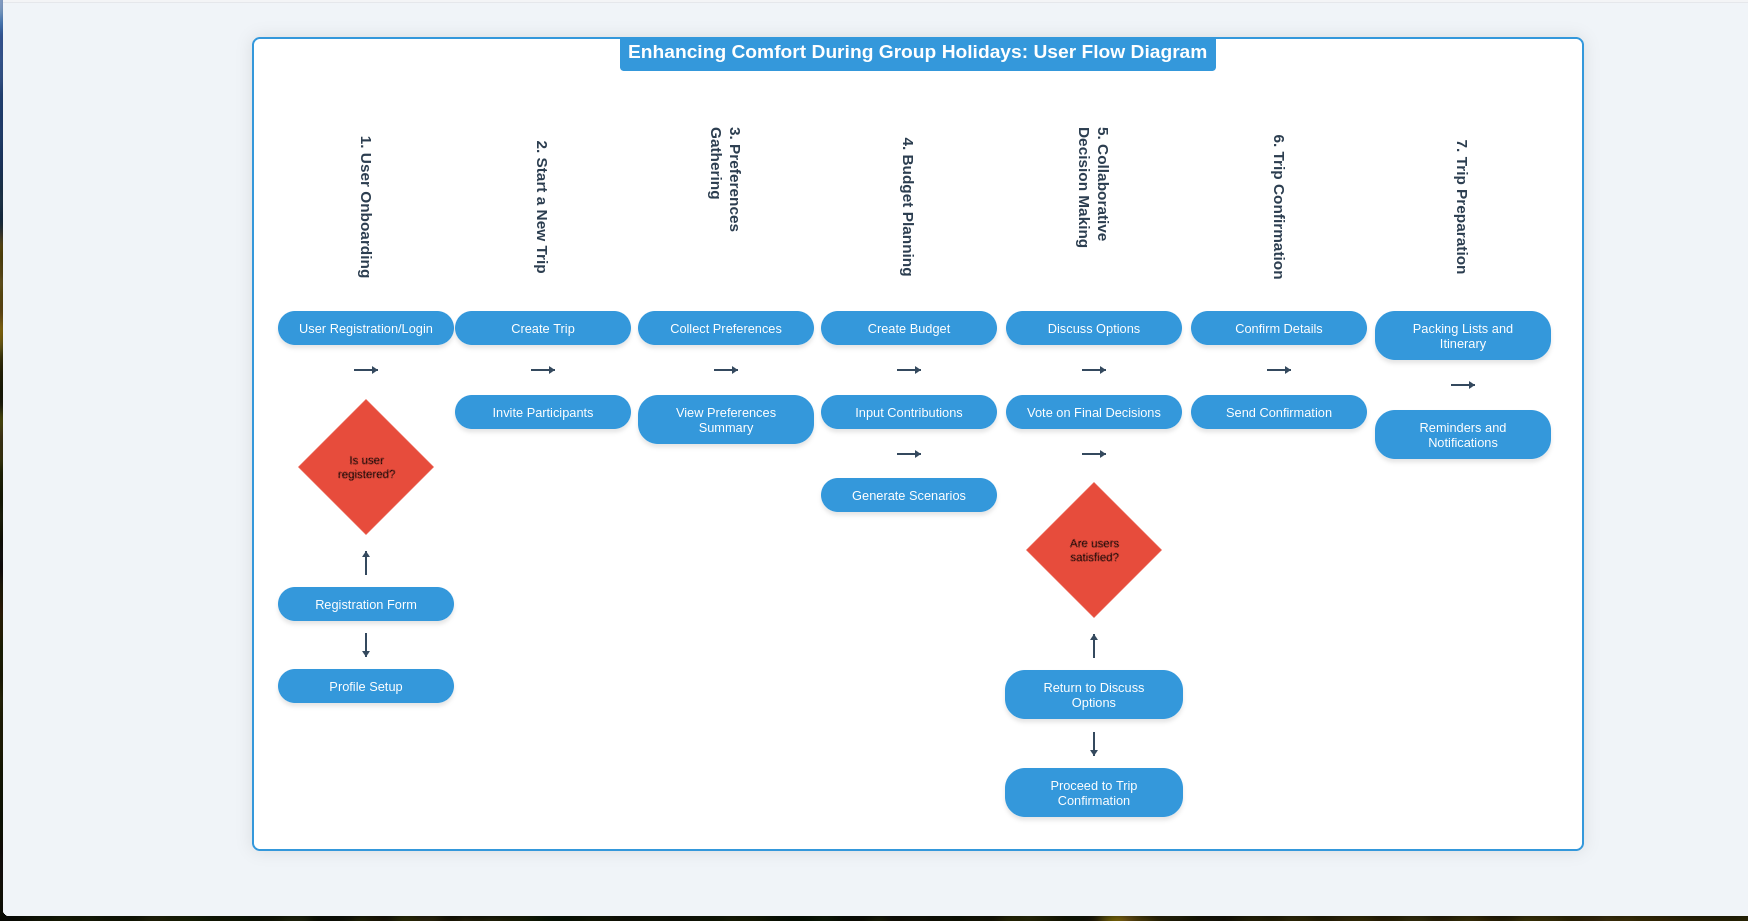 Enhancing Comfort During Group Holidays: User Flow Diagram
1. User Onboarding
User Registration/Login
Is user
registered?
Registration Form
Profile Setup
2. Start a New Trip
Create Trip
Invite Participants
3. Preferences
Gathering
Collect Preferences
View Preferences
Summary
4. Budget Planning
Create Budget
Input Contributions
Generate Scenarios
5. Collaborative
Decision Making
Discuss Options
Vote on Final Decisions
Are users
satisfied?
Return to Discuss
Options
Proceed to Trip
Confirmation
6. Trip Confirmation
Confirm Details
Send Confirmation
7. Trip Preparation
Packing Lists and
Itinerary
Reminders and
Notifications